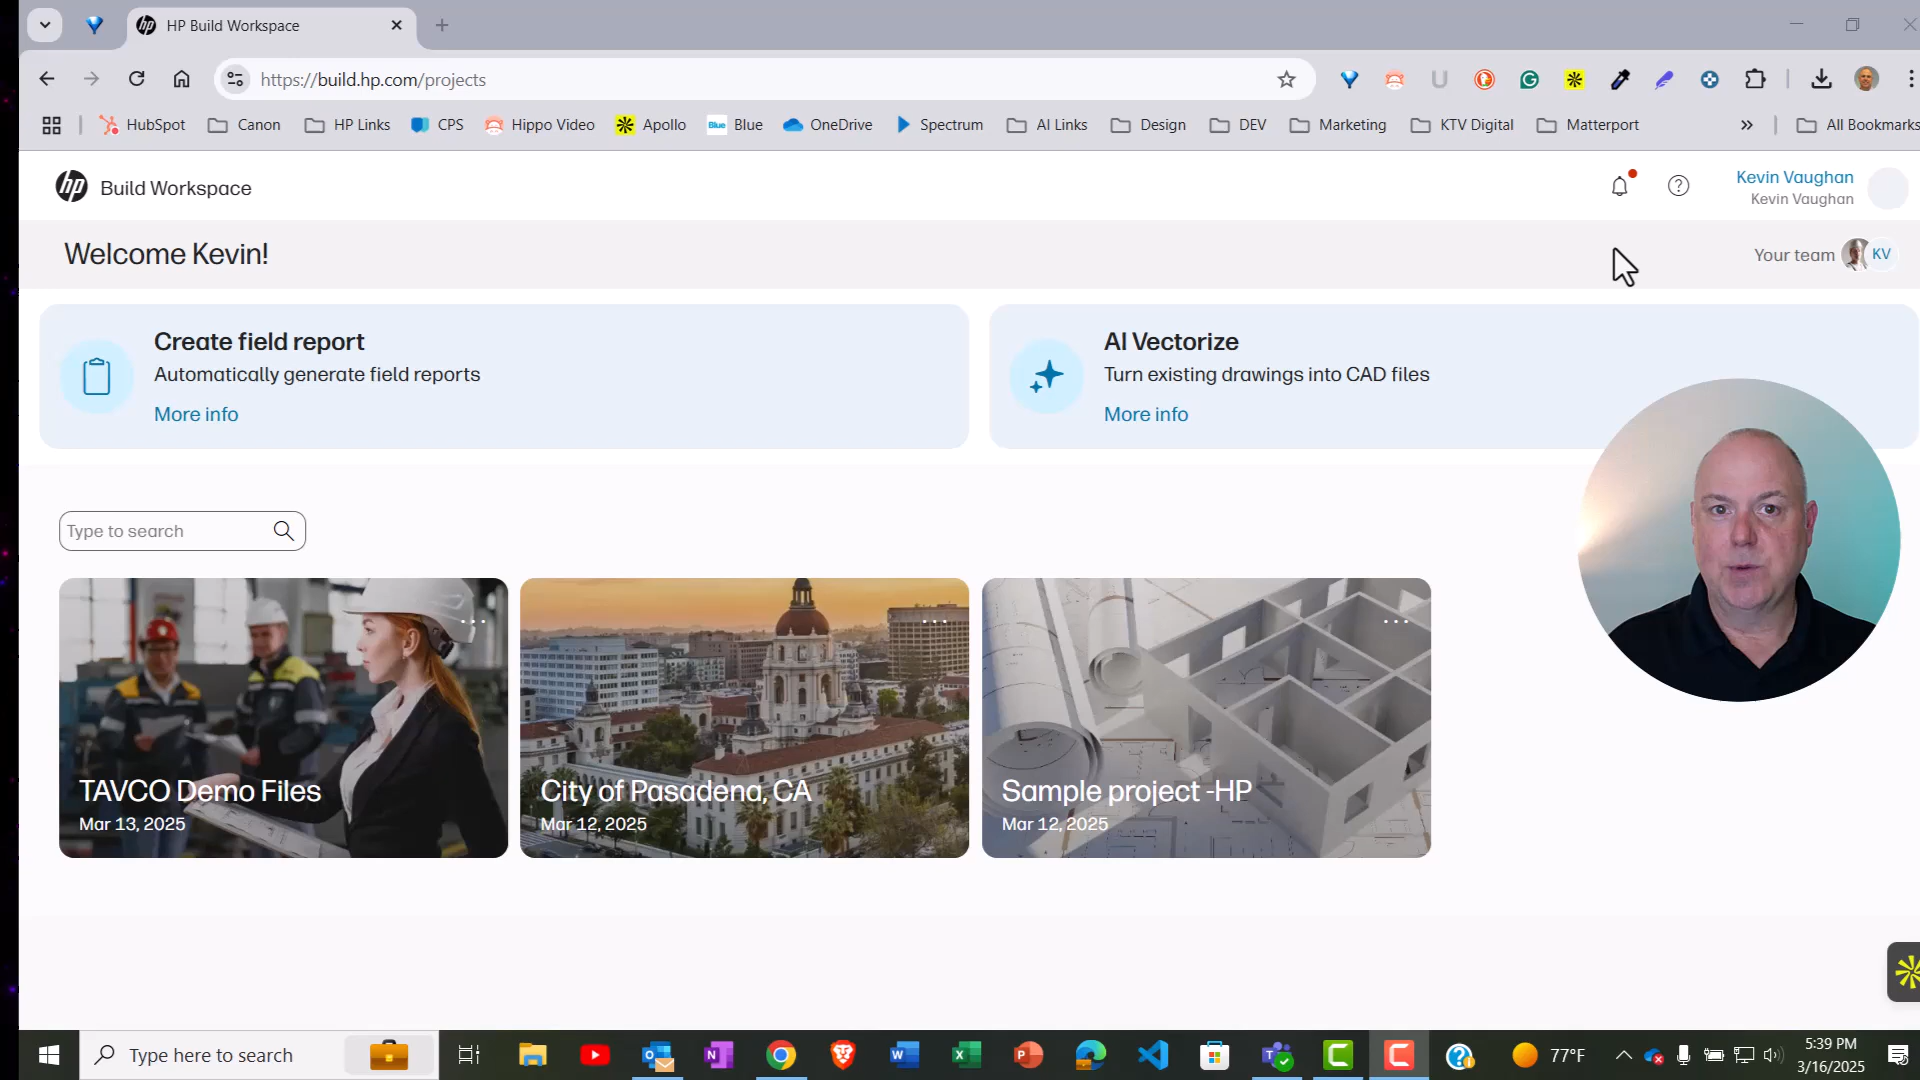 HP Build Workspace
https://build.hp.com/projects
HubSpot Canon HP Links CPS Hippo Video Apollo Blue Blue OneDrive Spectrum AI Links Design DEV Marketing KTV Digital Matterport » All Bookmarks
hp Build Workspace
Kevin Vaughan
Kevin Vaughan
Welcome Kevin!
Your team KV
Create field report
Automatically generate field reports
More info
AI Vectorize
Turn existing drawings into CAD files
More info
Type to search
TAVCO Demo Files
Mar 13, 2025
City of Pasadena, CA
Mar 12, 2025
Sample project -HP
Mar 12, 2025
Type here to search
77°F
5:39 PM
3/16/2025